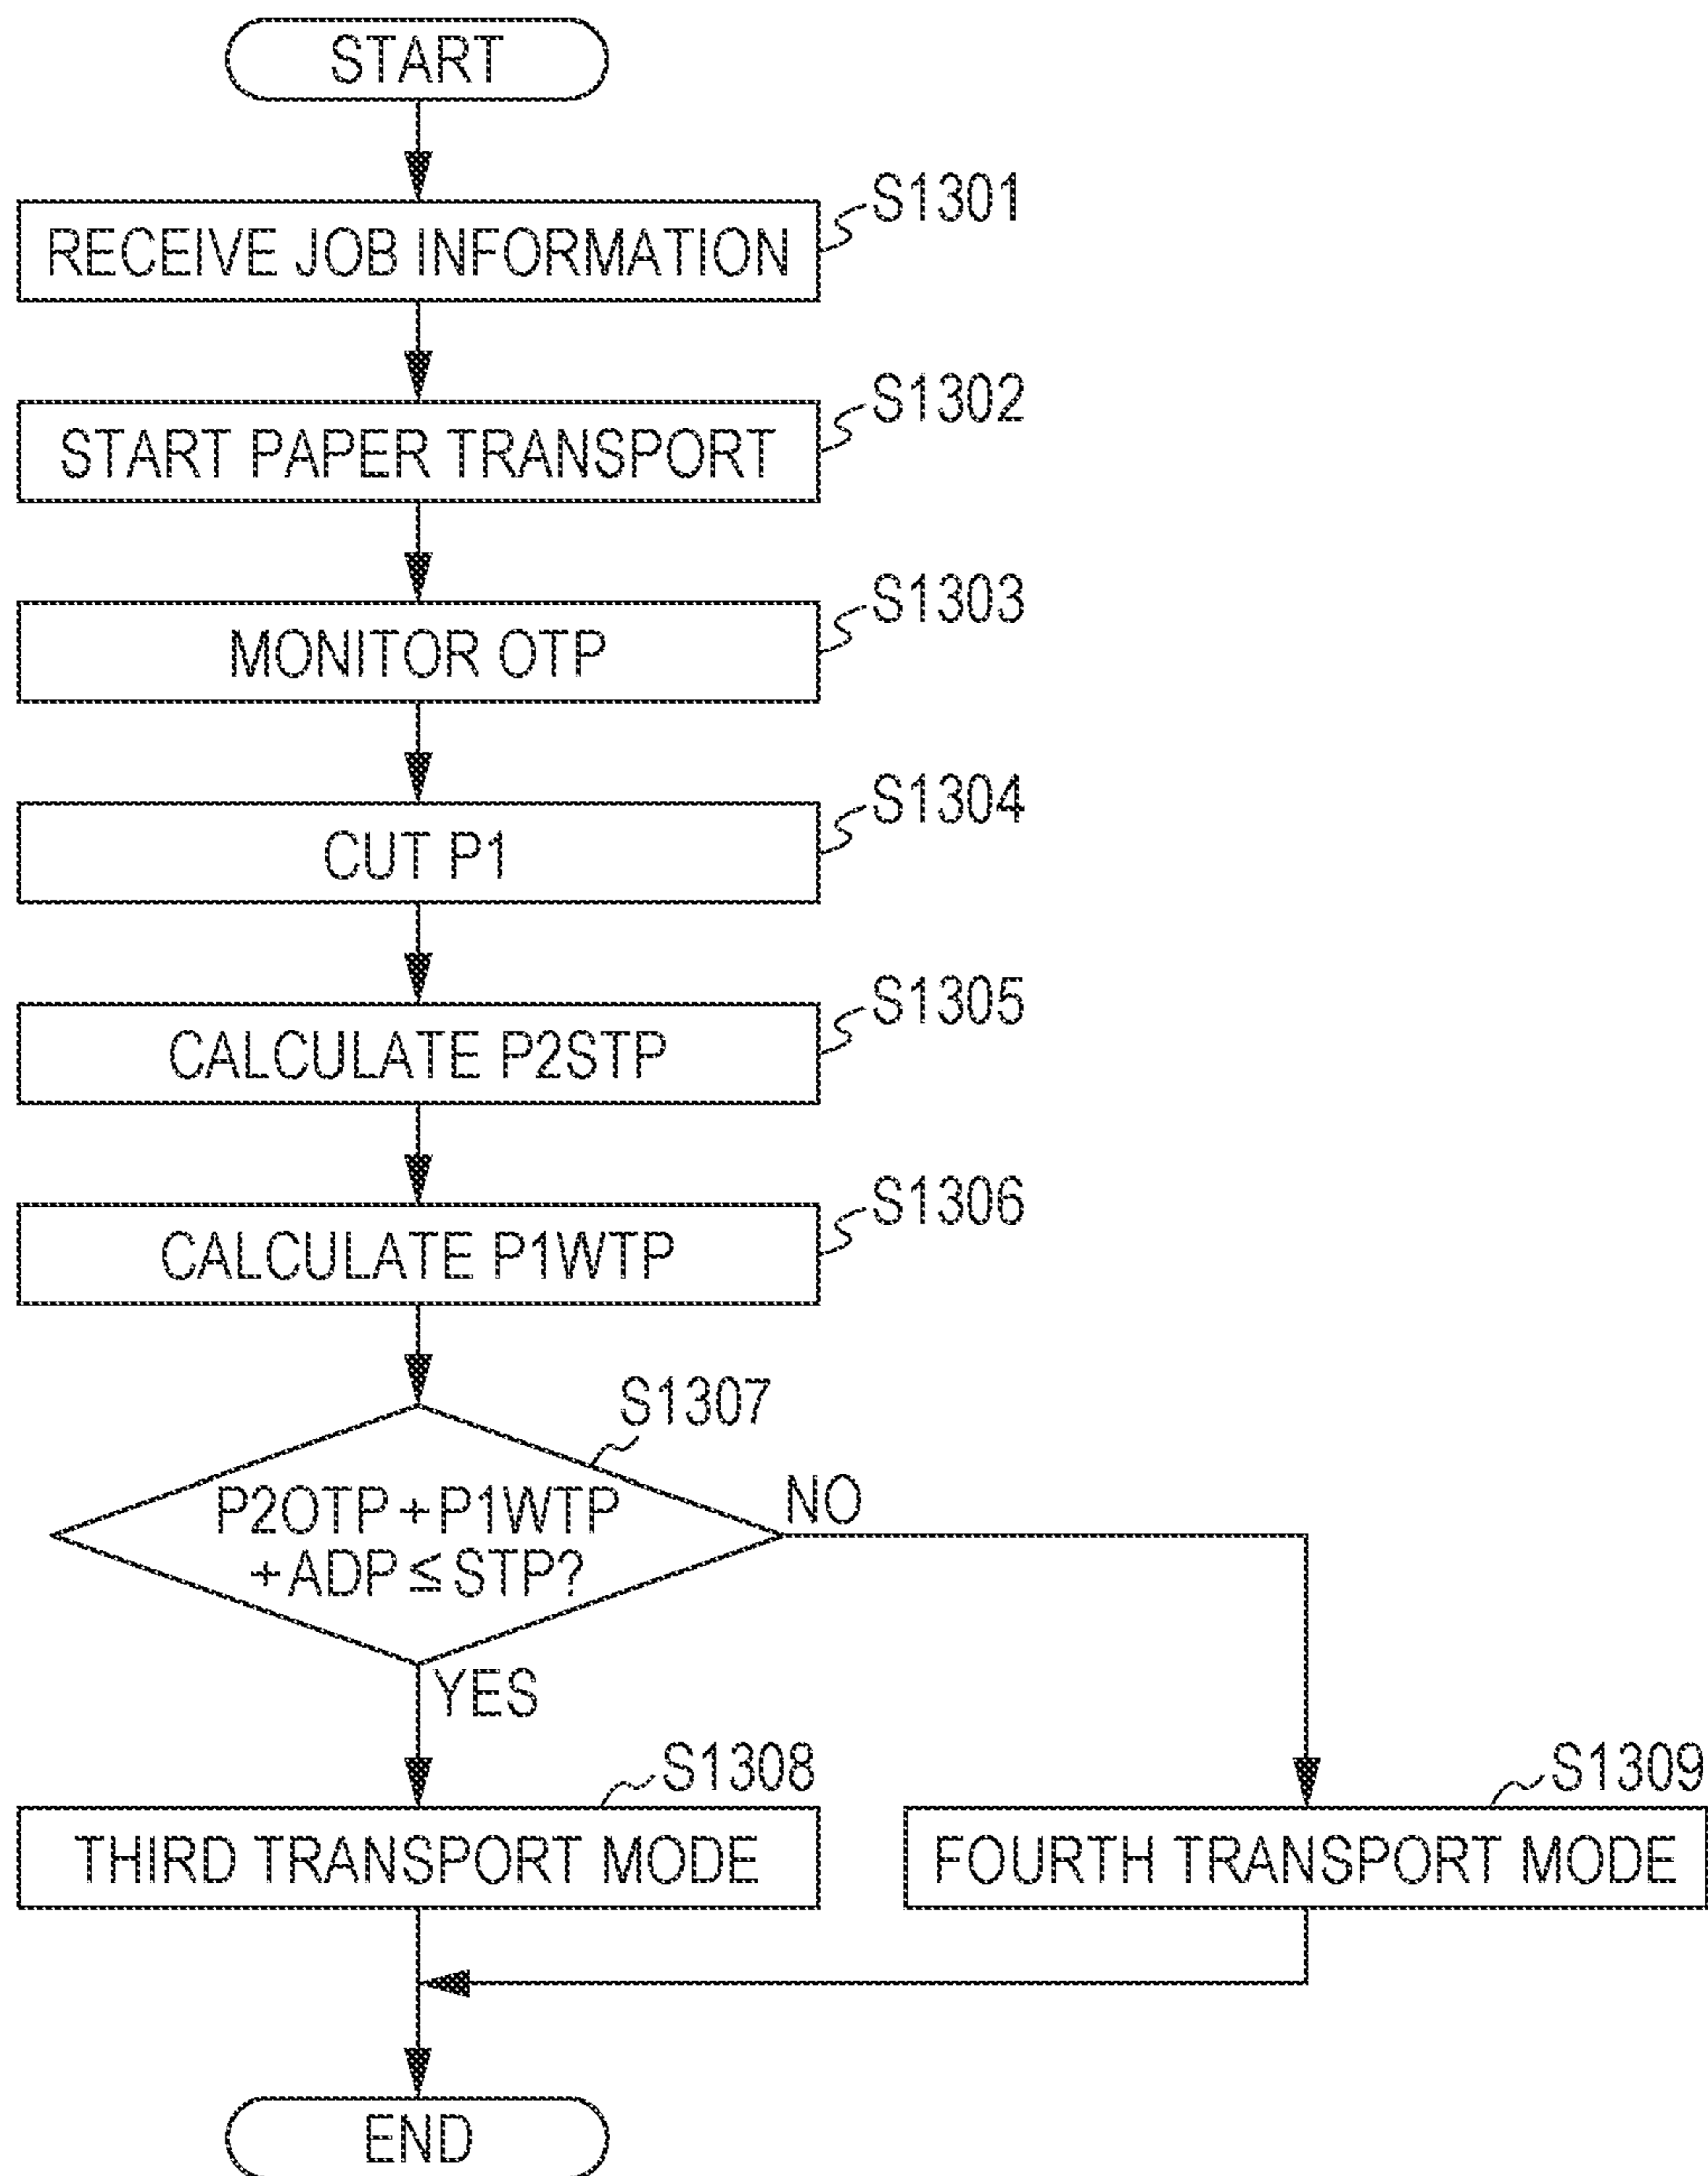 START
S1301
RECEIVE JOB INFORMATION
S1302
START PAPER TRANSPORT
S1303
MONITOR OTP
S1304
CUT P1
S1305
CALCULATE P2STP
S1306
CALCULATE P1WTP
S1307
P2OTP+P1WTP
+ADP≦STP?
NO
YES
S1308
THIRD TRANSPORT MODE
S1309
FOURTH TRANSPORT MODE
END